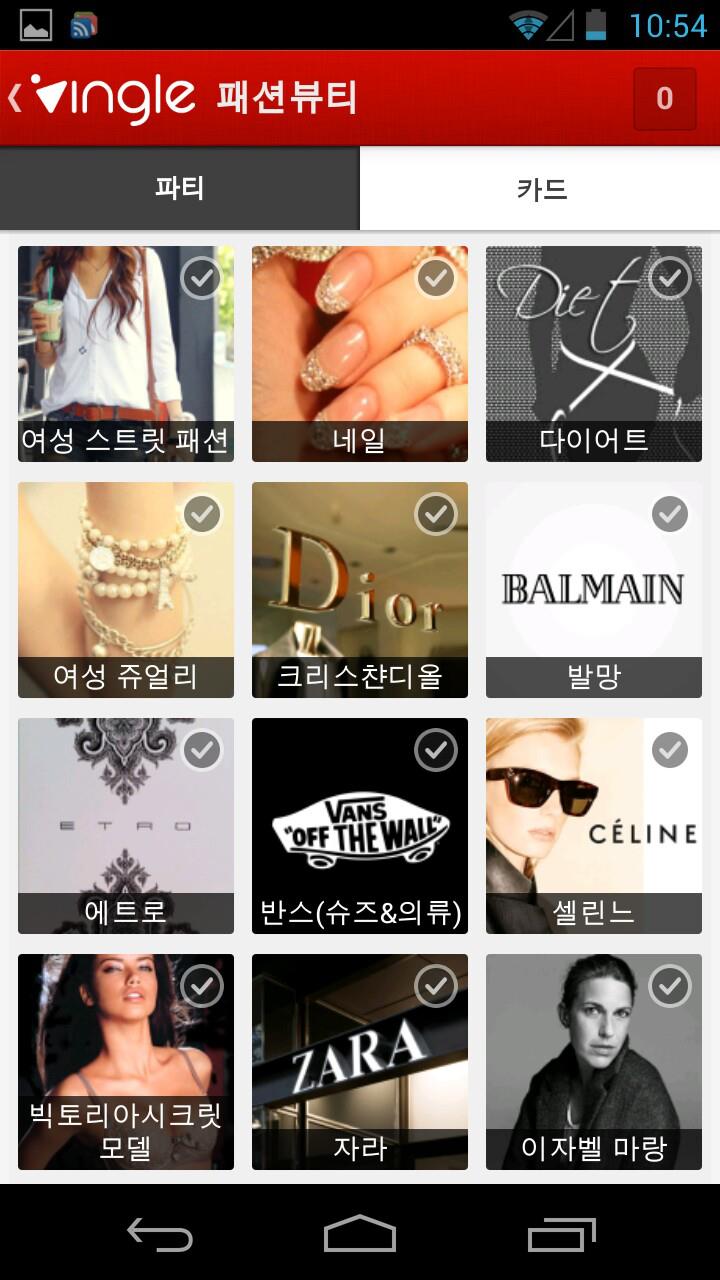 10:54
vingle 패션뷰티
0
파티
카드
여성 스트릿 패션
네일
Diet
다이어트
여성 쥬얼리
Dior
크리스챤디올
BALMAIN
발망
ETRO
에트로
VANS
"OFF THE WALL"
반스(슈즈&의류)
CÉLINE
셀린느
빅토리아시크릿
모델
ZARA
자라
이자벨 마랑